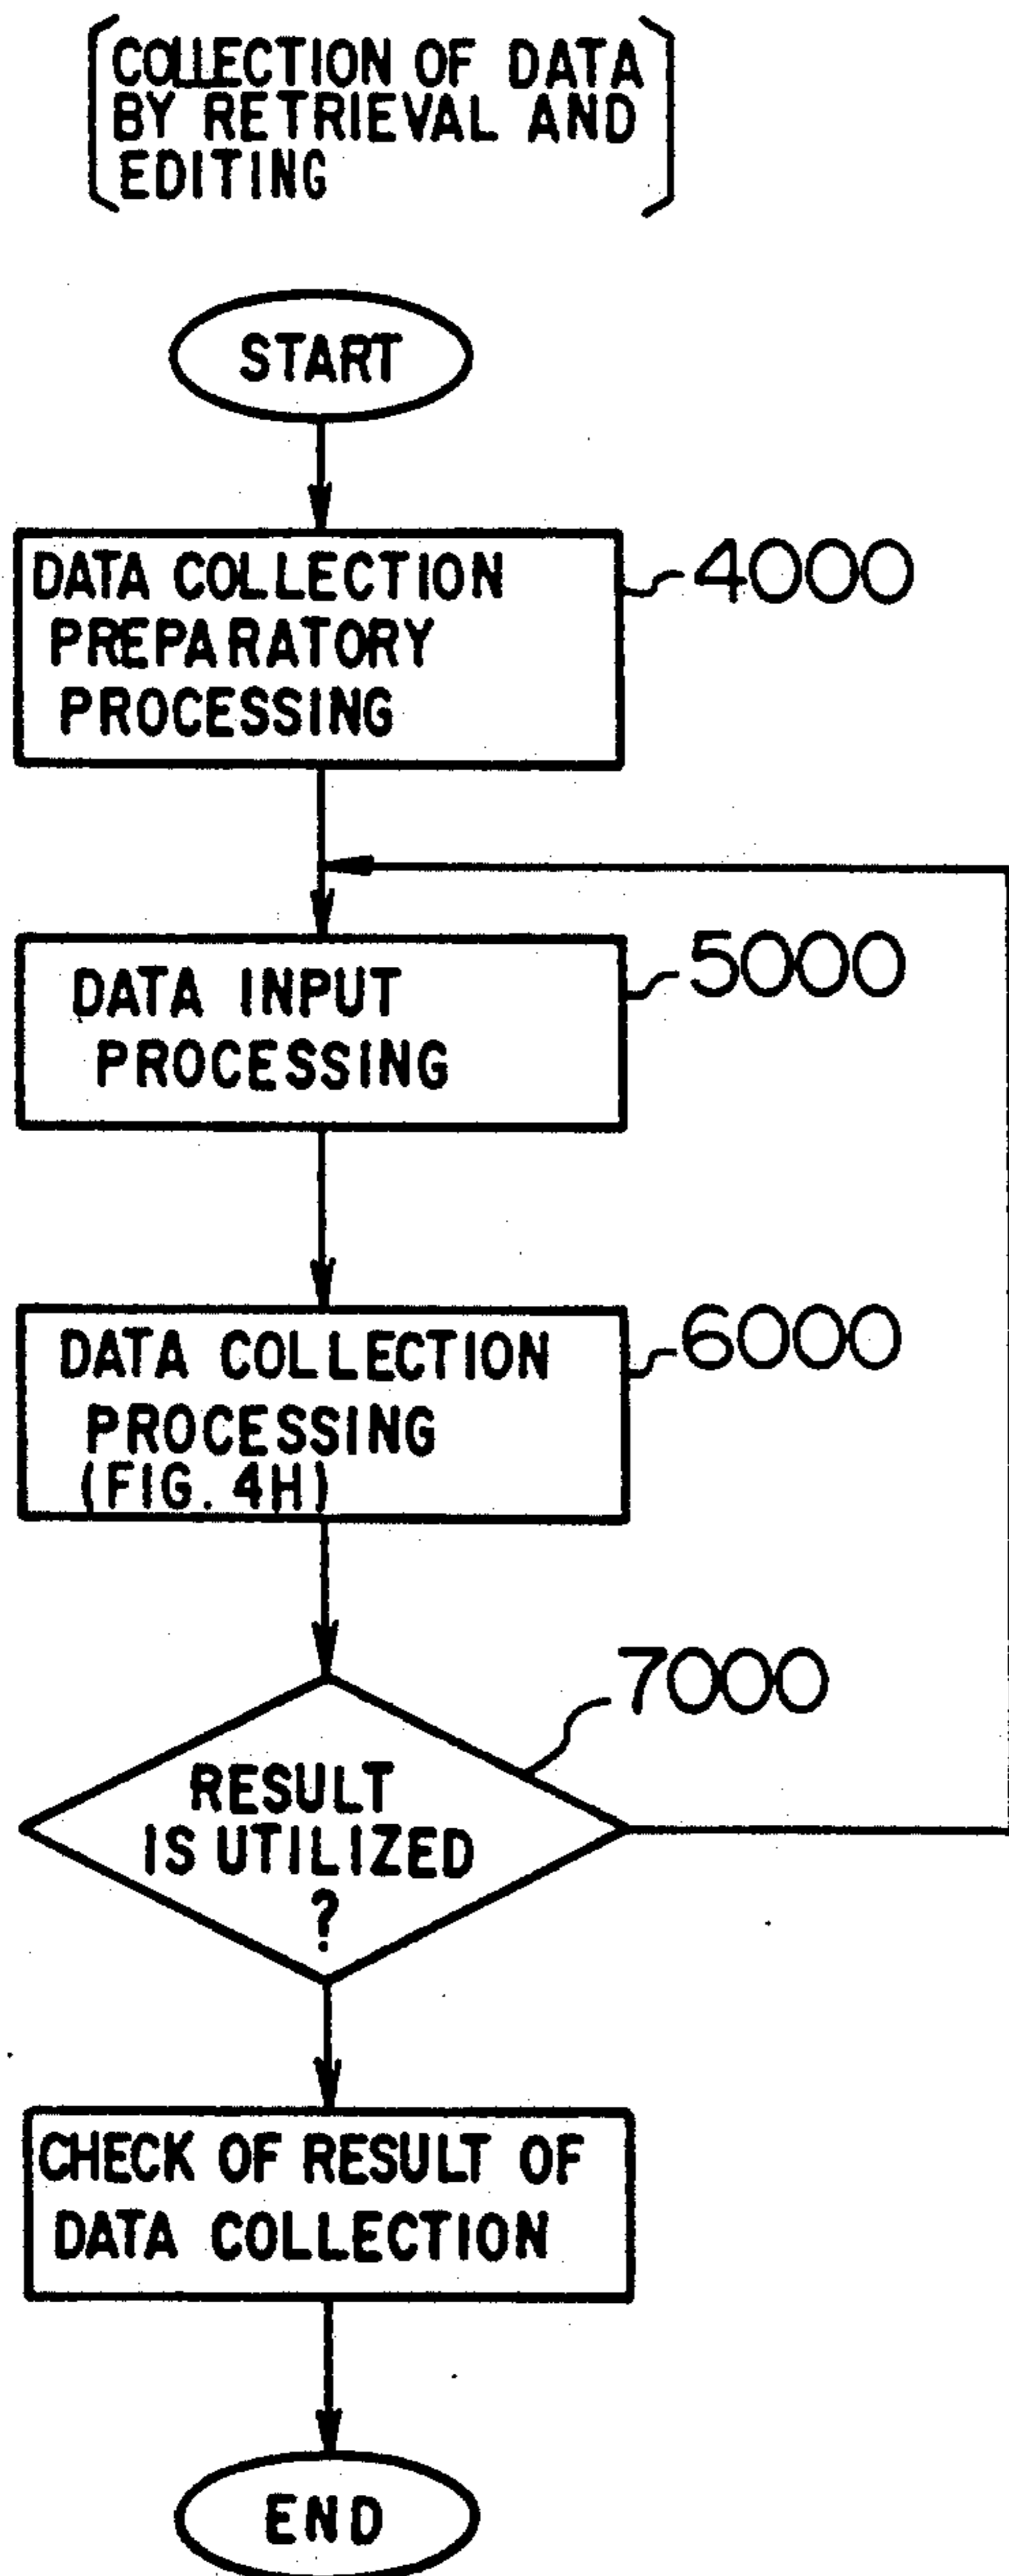 COLLECTION OF DATA
BY RETRIEVAL AND
EDITING
START
DATA COLLECTION
PREPARATORY
PROCESSING
4000
DATA INPUT
PROCESSING
5000
DATA COLLECTION
PROCESSING
(FIG. 4H)
6000
7000
RESULT
IS UTILIZED
?
CHECK OF RESULT OF
DATA COLLECTION
END